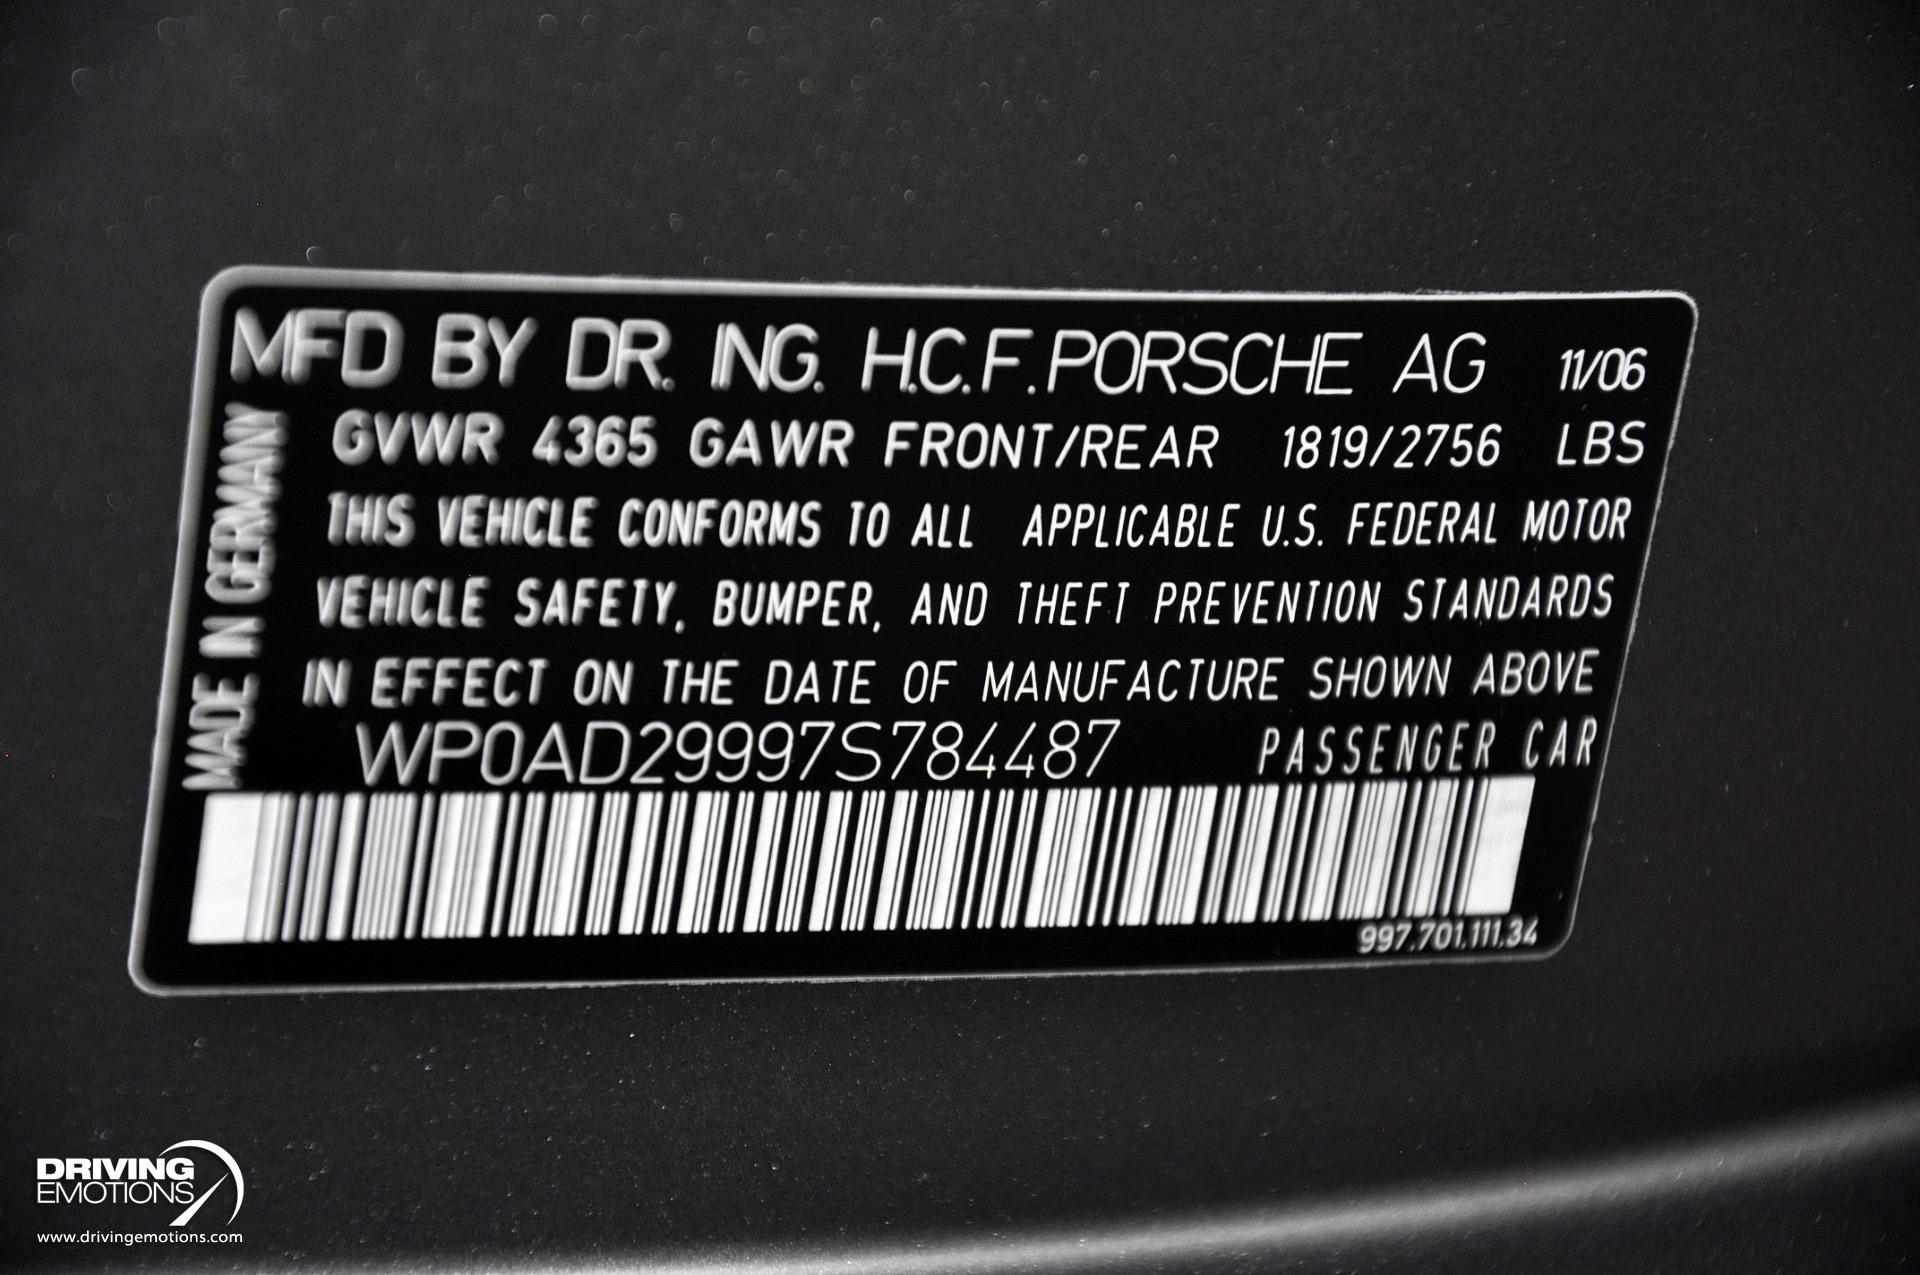 MFD BY DR. ING. H.C.F. PORSCHE AG 11/06
GVWR 4365 GAWR FRONT/REAR 1819/2756 LBS
THIS VEHICLE CONFORMS TO ALL APPLICABLE U.S. FEDERAL MOTOR
VEHICLE SAFETY, BUMPER, AND THEFT PREVENTION STANDARDS
IN EFFECT ON THE DATE OF MANUFACTURE SHOWN ABOVE
WP0AD29997S784487 PASSENGER CAR
997.701.111.34
MADE IN GERMANY
DRIVING
EMOTIONS
www.drivingemotions.com